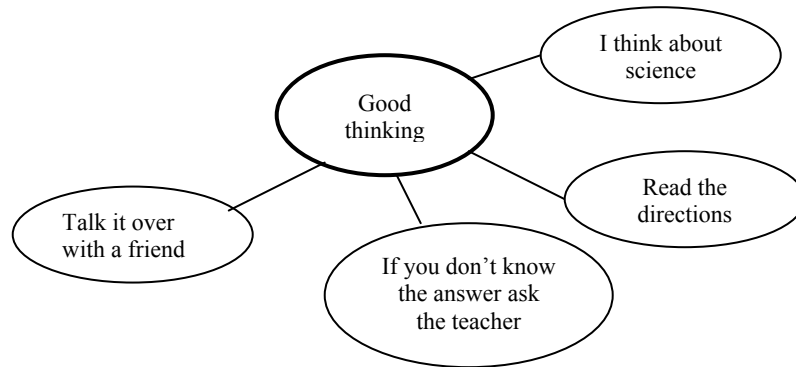 I think about
science
Good
thinking
Read the
directions
Talk it over
with a friend
If you don’t know
the answer ask
the teacher